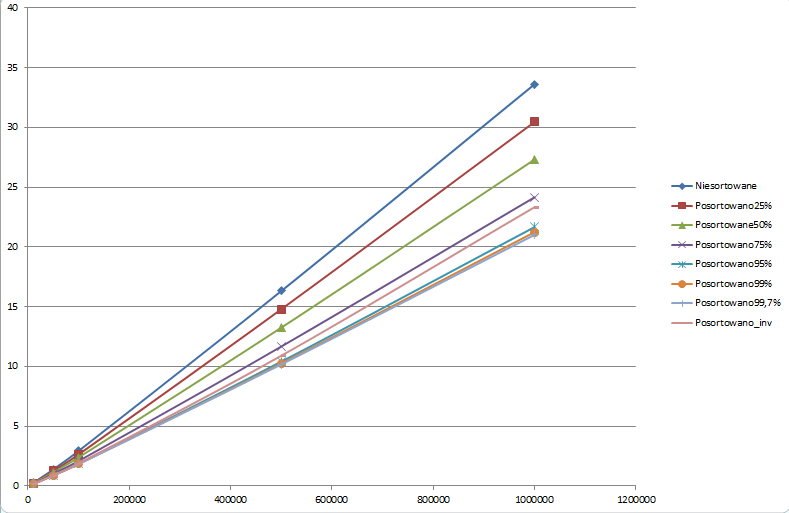 40
35
30
25
20
15
10
5
0
0 200000 400000 600000 800000 1000000 1200000
Niesortowane
Posortowano25%
Posortowane50%
Posortowano75%
Posortowano95%
Posortowano99%
Posortowano99,7%
Posortowano_inv